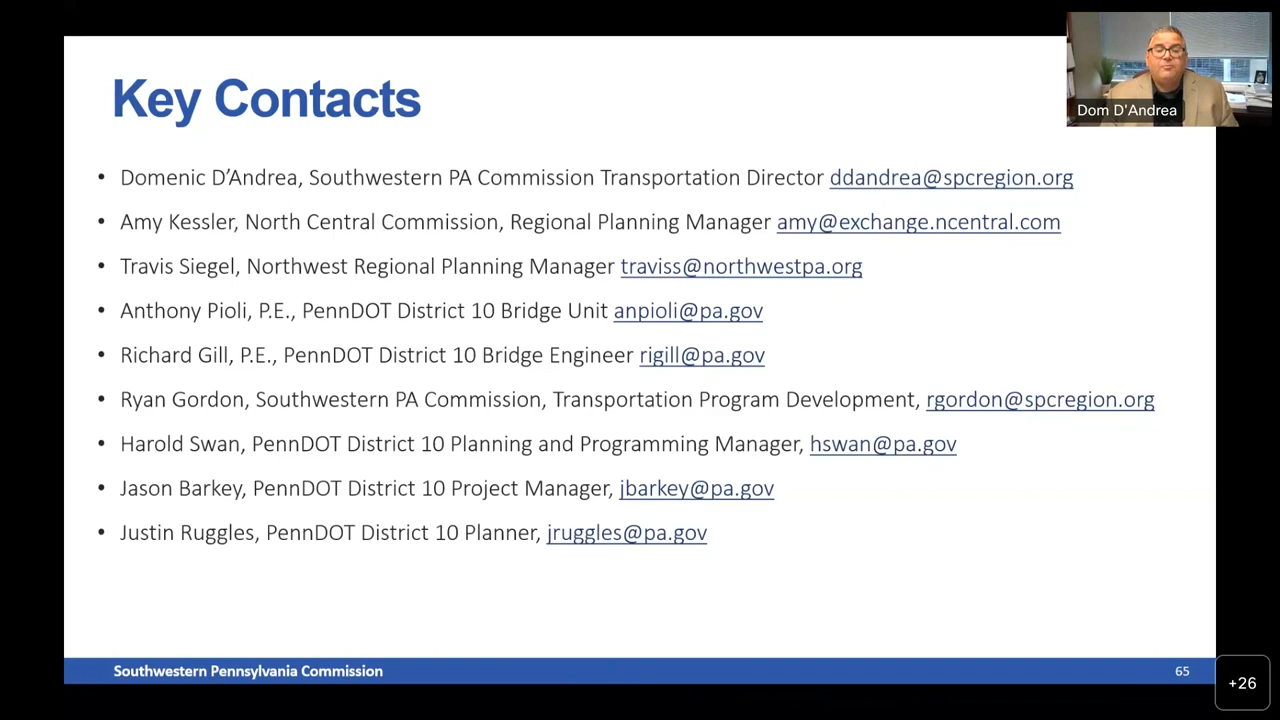 Key Contacts
Dom D'Andrea
• Domenic D’Andrea, Southwestern PA Commission Transportation Director ddandrea@spcregion.org
• Amy Kessler, North Central Commission, Regional Planning Manager amy@exchange.ncentral.com
• Travis Siegel, Northwest Regional Planning Manager traviss@northwestpa.org
• Anthony Pioli, P.E., PennDOT District 10 Bridge Unit anpioli@pa.gov
• Richard Gill, P.E., PennDOT District 10 Bridge Engineer rigill@pa.gov
• Ryan Gordon, Southwestern PA Commission, Transportation Program Development, rgordon@spcregion.org
• Harold Swan, PennDOT District 10 Planning and Programming Manager, hswan@pa.gov
• Jason Barkey, PennDOT District 10 Project Manager, jbarkey@pa.gov
• Justin Ruggles, PennDOT District 10 Planner, jruggles@pa.gov
Southwestern Pennsylvania Commission
65
+26